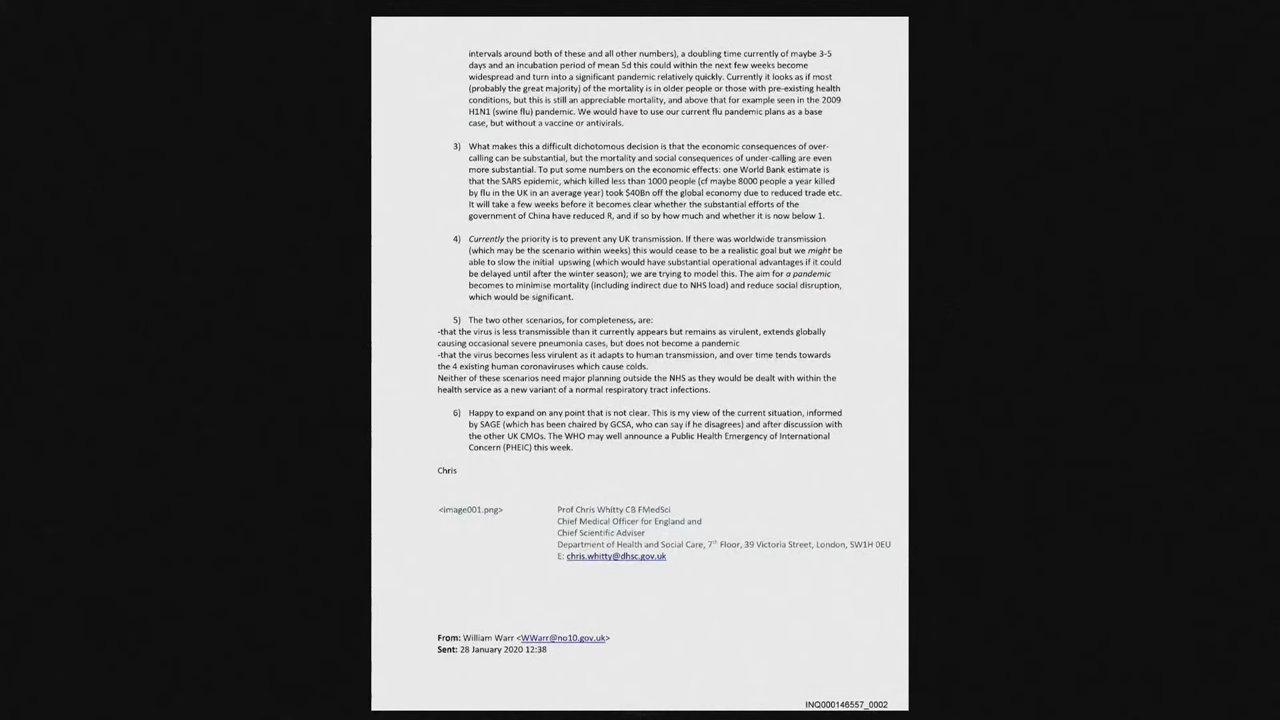 intervals around both of these and all other numbers), a doubling time currently of maybe 3-5
days and an incubation period of mean 5d this could within the next few weeks become
widespread and turn into a significant pandemic relatively quickly. Currently it looks as if most
(probably the great majority) of the mortality is in older people or those with pre-existing health
conditions, but this is still an appreciable mortality, and above that for example seen in the 2009
H1N1 (swine flu) pandemic. We would have to use our current flu pandemic plans as a base
case, but without a vaccine or antivirals.
3) What makes this a difficult dichotomous decision is that the economic consequences of over-
calling can be substantial, but the mortality and social consequences of under-calling are even
more substantial. To put some numbers on the economic effects: one World Bank estimate is
that the SARS epidemic, which killed less than 1000 people (cf maybe 8000 people a year killed
by flu in the UK in an average year) took $40Bn off the global economy due to reduced trade etc.
It will take a few weeks before it becomes clear whether the substantial efforts of the
government of China have reduced R, and if so by how much and whether it is now below 1.
4) Currently the priority is to prevent any UK transmission. If there was worldwide transmission
(which may be the scenario within weeks) this would cease to be a realistic goal but we might be
able to slow the initial upswing (which would have substantial operational advantages if it could
be delayed until after the winter season); we are trying to model this. The aim for a pandemic
becomes to minimise mortality (including indirect due to NHS load) and reduce social disruption,
which would be significant.
5) The two other scenarios, for completeness, are:
-that the virus is less transmissible than it currently appears but remains as virulent, extends globally
causing occasional severe pneumonia cases, but does not become a pandemic
-that the virus becomes less virulent as it adapts to human transmission, and over time tends towards
the 4 existing human coronaviruses which cause colds.
Neither of these scenarios need major planning outside the NHS as they would be dealt with within the
health service as a new variant of a normal respiratory tract infections.
6) Happy to expand on any point that is not clear. This is my view of the current situation, informed
by SAGE (which has been chaired by GCSA, who can say if he disagrees) and after discussion with
the other UK CMOs. The WHO may well announce a Public Health Emergency of International
Concern (PHEIC) this week.
Chris
<image001.png>
Prof Chris Whitty CB FMedSci
Chief Medical Officer for England and
Chief Scientific Adviser
Department of Health and Social Care, 7th Floor, 39 Victoria Street, London, SW1H 0EU
E: chris.whitty@dhsc.gov.uk
From: William Warr <WWarr@no10.gov.uk>
Sent: 28 January 2020 12:38
INQ000146557_0002